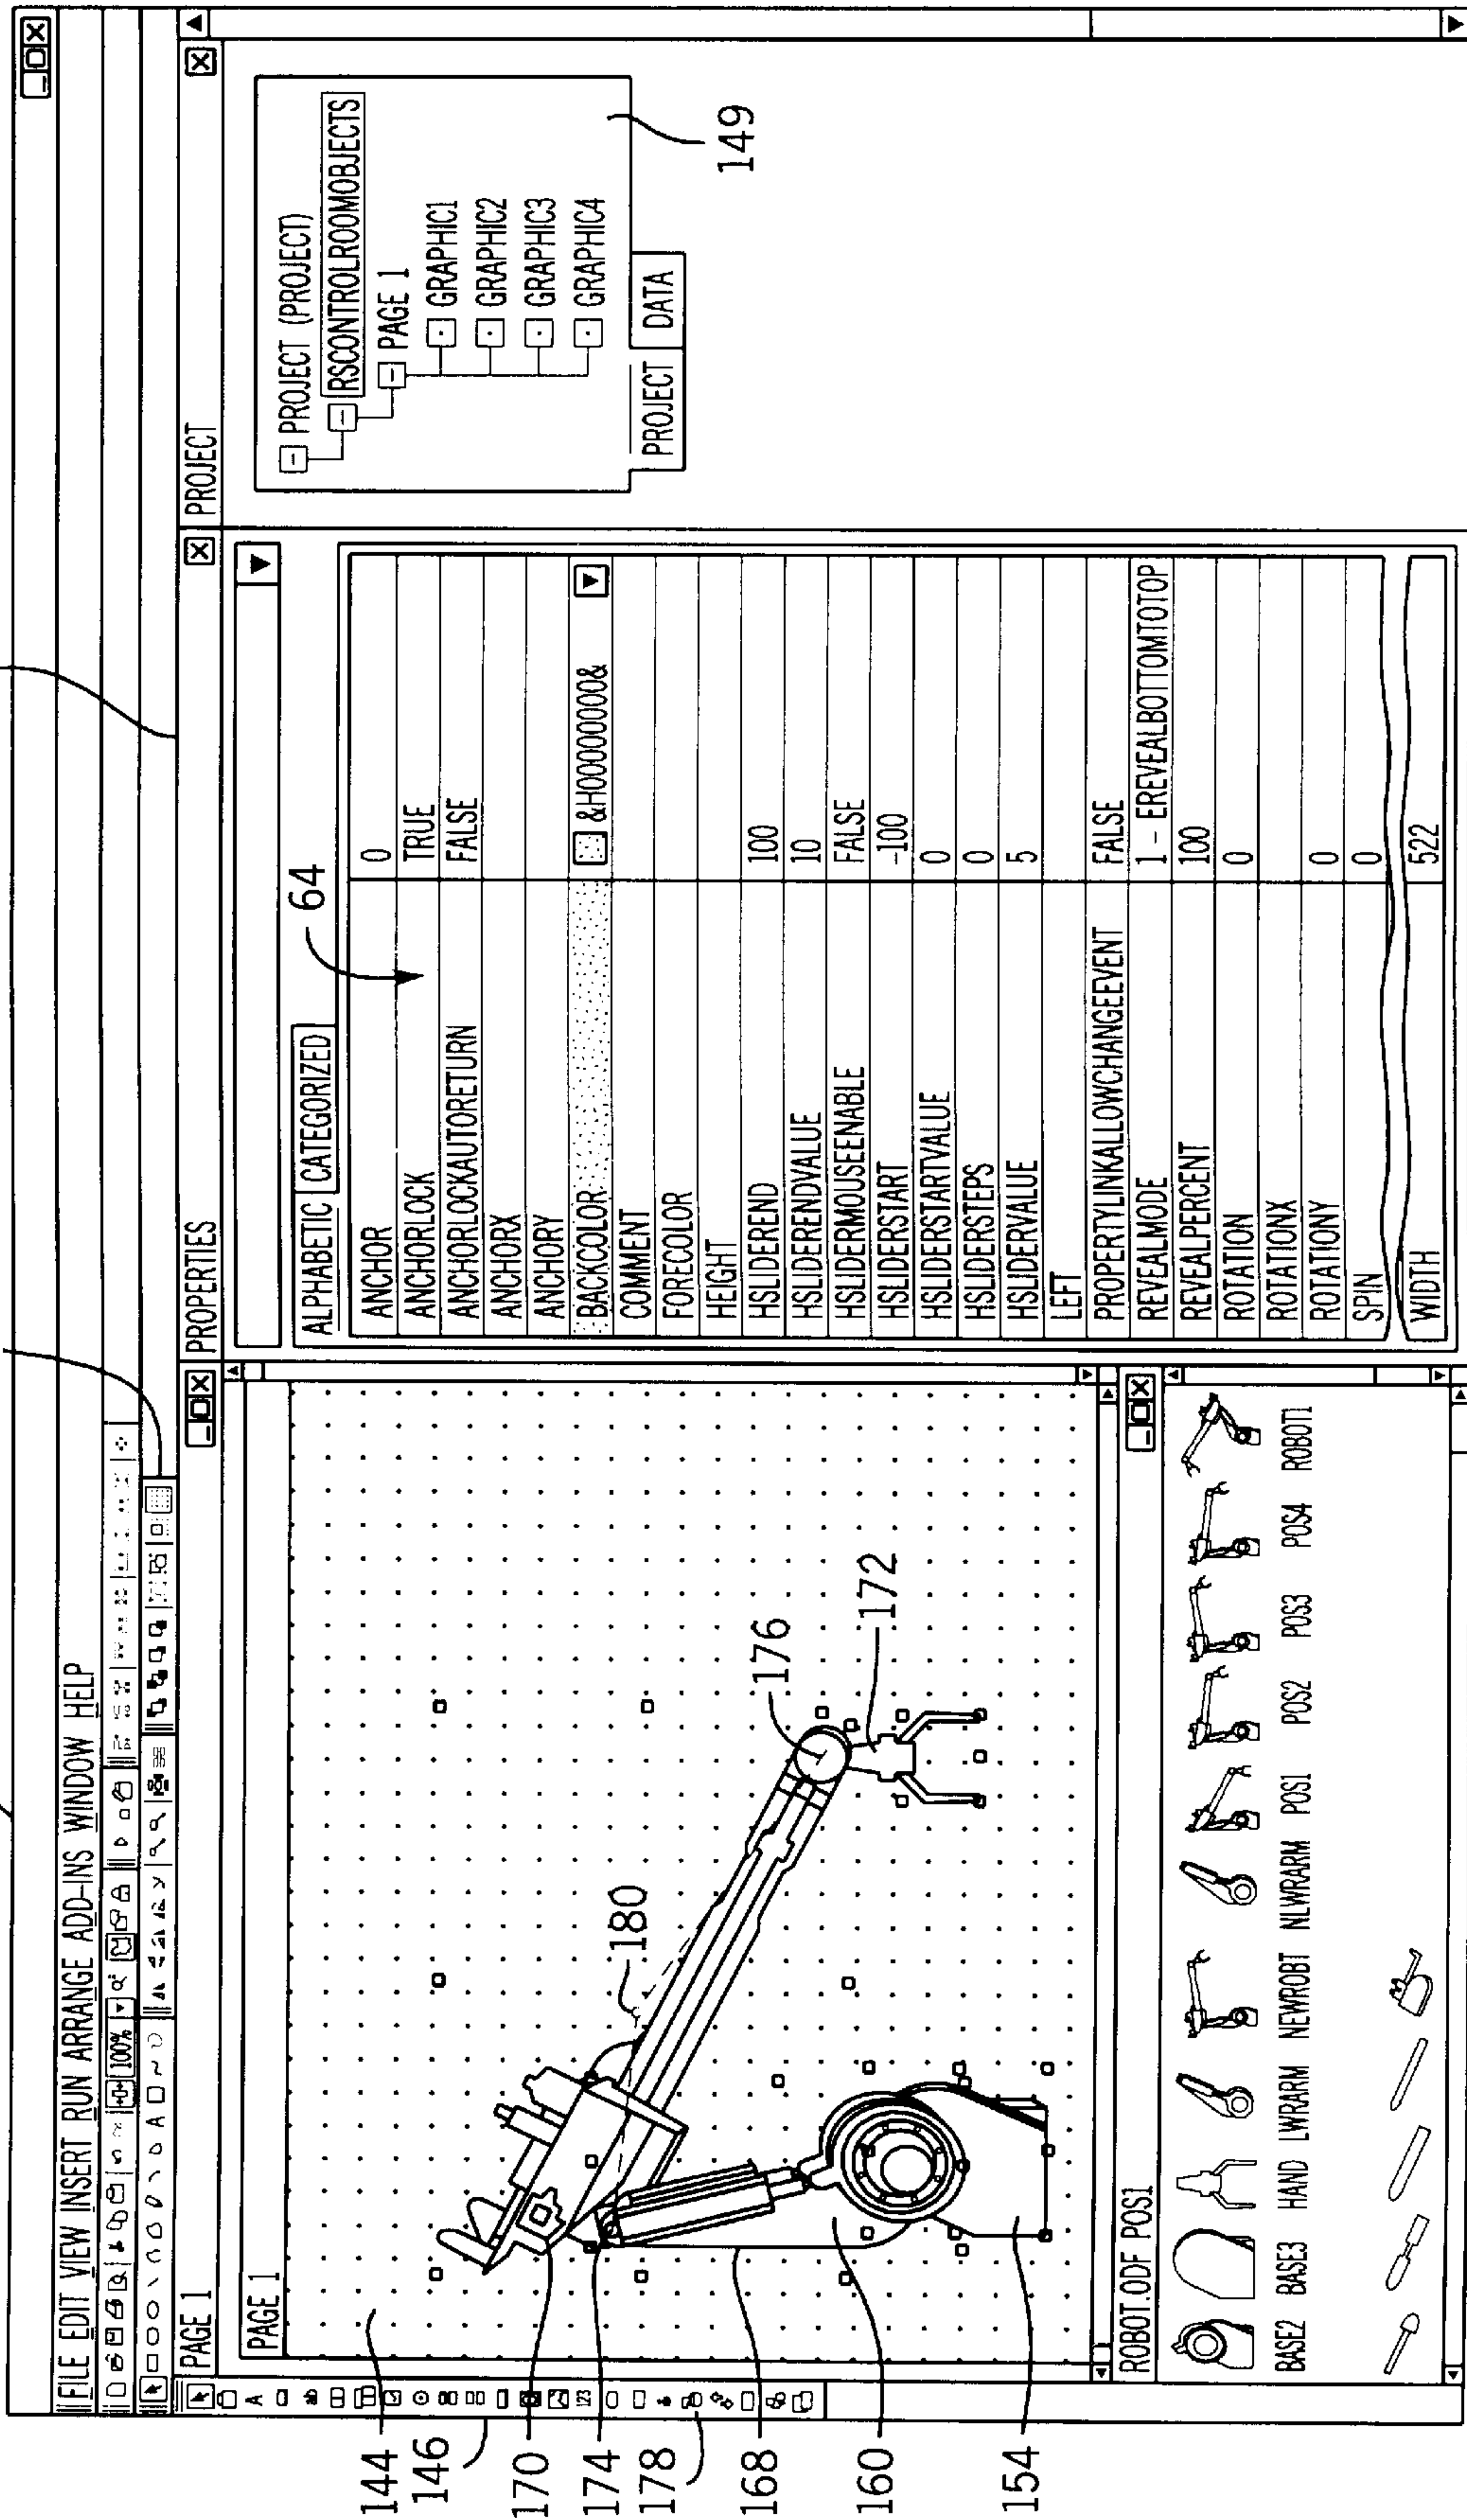 FILE EDIT VIEW INSERT RUN ARRANGE ADD-INS WINDOW HELP
100%
A
PAGE 1
PAGE 1
A
ab
123
144
146
170
174
178
168
160
154
180
176
172
ROBOT.ODF POS1
BASE2 BASE3 HAND LWRARM NEWROBT NLWRARM POS1 POS2 POS3 POS4 ROBOT1
PROPERTIES
ALPHABETIC CATEGORIZED
64
ANCHOR 0
ANCHORLOCK TRUE
ANCHORLOCKAUTORETURN FALSE
ANCHORX
ANCHORY
BACKCOLOR &H00000000&
COMMENT
FORECOLOR
HEIGHT
HSLIDEREND 100
HSLIDERENDVALUE 10
HSLIDERMOUSEENABLE FALSE
HSLIDERSTART -100
HSLIDERSTARTVALUE 0
HSLIDERSTEPS 0
HSLIDERVALUE 5
LEFT
PROPERTYLINKALLOWCHANGEEVENT FALSE
REVEALMODE 1 - EREVEALBOTTOMTOTOP
REVEALPERCENT 100
ROTATION 0
ROTATIONX
ROTATIONY 0
SPIN 0
WIDTH 522
PROJECT
PROJECT (PROJECT)
RSCONTROLROOMOBJECTS
PAGE 1
GRAPHIC1
GRAPHIC2
GRAPHIC3
GRAPHIC4
PROJECT DATA
149